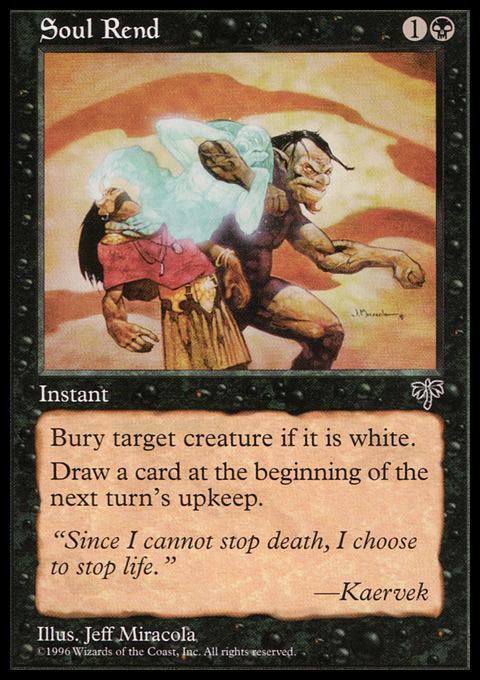 Soul Rend 1
Instant
Bury target creature if it is white.
Draw a card at the beginning of the
next turn's upkeep.
“Since I cannot stop death, I choose
to stop life.”
—Kaervek
Illus. Jeff Miracola
©1996 Wizards of the Coast, Inc. All rights reserved.